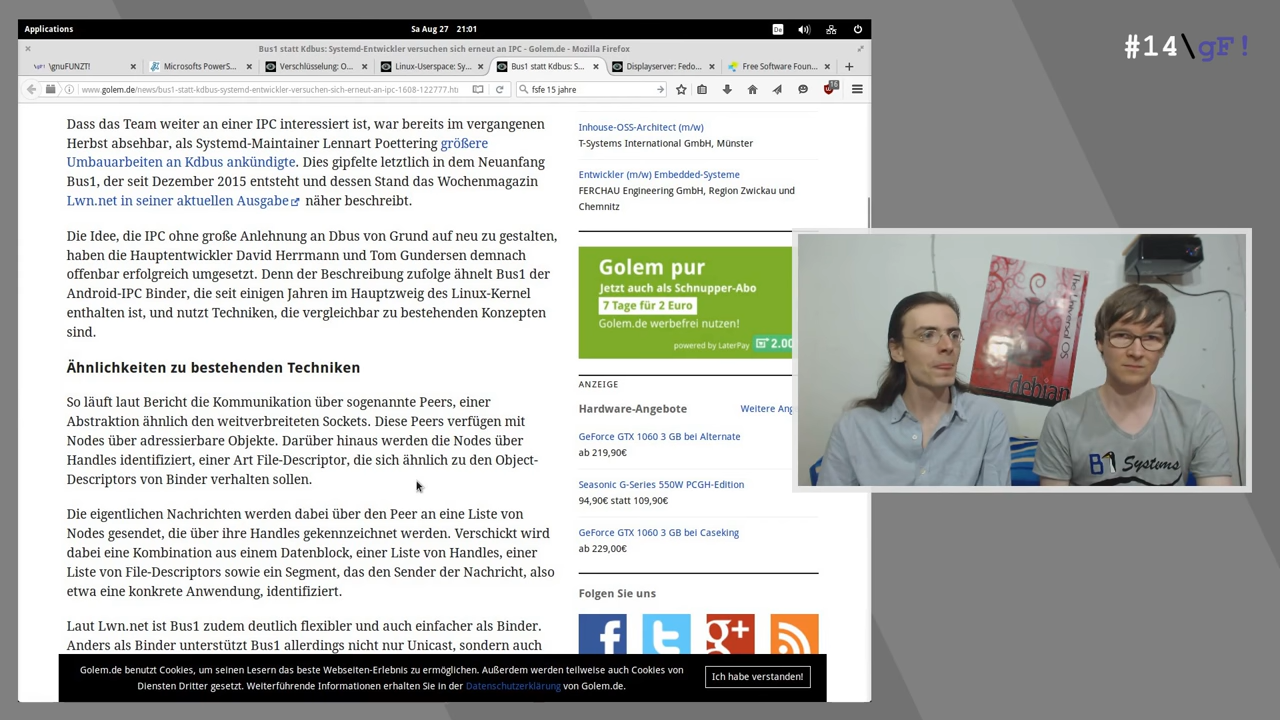 Applications
Sa Aug 27 21:01
De
#14\gF!
Bus1 statt Kdbus: Systemd-Entwickler versuchen sich erneut an IPC - Golem.de - Mozilla Firefox
\gnuFUNZT!
Microsofts PowerS...
Verschlüsselung: O...
Linux-Userspace: Sy...
Bus1 statt Kdbus: S...
Displayserver: Fedo...
Free Software Foun...
www.golem.de/news/bus1-statt-kdbus-systemd-entwickler-versuchen-sich-erneut-an-ipc-1608-122777.ht
fsfe 15 jahre
Dass das Team weiter an einer IPC interessiert ist, war bereits im vergangenen
Herbst absehbar, als Systemd-Maintainer Lennart Poettering größere
Umbauarbeiten an Kdbus ankündigte. Dies gipfelte letztlich in dem Neuanfang
Bus1, der seit Dezember 2015 entsteht und dessen Stand das Wochenmagazin
Lwn.net in seiner aktuellen Ausgabe näher beschreibt.
Die Idee, die IPC ohne große Anlehnung an Dbus von Grund auf neu zu gestalten,
haben die Hauptentwickler David Herrmann und Tom Gundersen demnach
offenbar erfolgreich umgesetzt. Denn der Beschreibung zufolge ähnelt Bus1 der
Android-IPC Binder, die seit einigen Jahren im Hauptzweig des Linux-Kernel
enthalten ist, und nutzt Techniken, die vergleichbar zu bestehenden Konzepten
sind.
Ähnlichkeiten zu bestehenden Techniken
So läuft laut Bericht die Kommunikation über sogenannte Peers, einer
Abstraktion ähnlich den weitverbreiteten Sockets. Diese Peers verfügen mit
Nodes über adressierbare Objekte. Darüber hinaus werden die Nodes über
Handles identifiziert, einer Art File-Descriptor, die sich ähnlich zu den Object-
Descriptors von Binder verhalten sollen.
Die eigentlichen Nachrichten werden dabei über den Peer an eine Liste von
Nodes gesendet, die über ihre Handles gekennzeichnet werden. Verschickt wird
dabei eine Kombination aus einem Datenblock, einer Liste von Handles, einer
Liste von File-Descriptors sowie ein Segment, das den Sender der Nachricht, also
etwa eine konkrete Anwendung, identifiziert.
Laut Lwn.net ist Bus1 zudem deutlich flexibler und auch einfacher als Binder.
Anders als Binder unterstützt Bus1 allerdings nicht nur Unicast, sondern auch
Inhouse-OSS-Architect (m/w)
T-Systems International GmbH, Münster
Entwickler (m/w) Embedded-Systeme
FERCHAU Engineering GmbH, Region Zwickau und
Chemnitz
Golem pur
Jetzt auch als Schnupper-Abo
7 Tage für 2 Euro
Golem.de werbefrei nutzen!
powered by LaterPay
2.00
ANZEIGE
Hardware-Angebote
Weitere Ang
GeForce GTX 1060 3 GB bei Alternate
ab 219,90€
Seasonic G-Series 550W PCGH-Edition
94,90€ statt 109,90€
GeForce GTX 1060 3 GB bei Caseking
ab 229,00€
Folgen Sie uns
f
g+
Golem.de benutzt Cookies, um seinen Lesern das beste Webseiten-Erlebnis zu ermöglichen. Außerdem werden teilweise auch Cookies von
Diensten Dritter gesetzt. Weiterführende Informationen erhalten Sie in der Datenschutzerklärung von Golem.de.
Ich habe verstanden!
The Universal OS
debian
B1 Systems